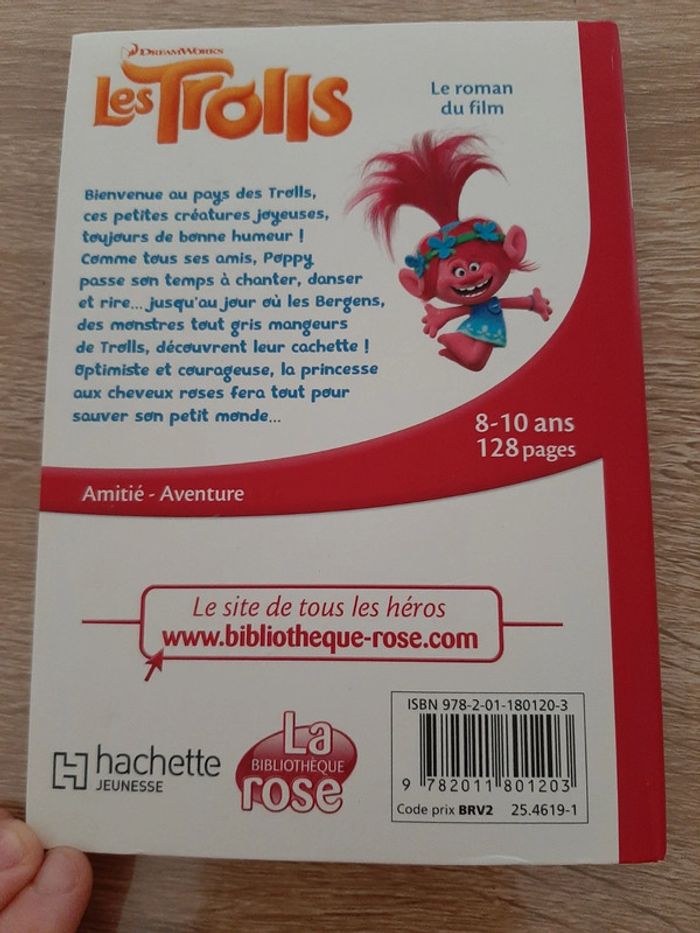 DREAMWORKS
Les Trolls
Le roman
du film
Bienvenue au pays des Trolls,
ces petites créatures joyeuses,
toujours de bonne humeur !
Comme tous ses amis, Poppy
passe son temps à chanter, danser
et rire... jusqu'au jour où les Bergens,
des monstres tout gris mangeurs
de Trolls, découvrent leur cachette !
Optimiste et courageuse, la princesse
aux cheveux roses fera tout pour
sauver son petit monde...
8-10 ans
128 pages
Amitié - Aventure
Le site de tous les héros
www.bibliotheque-rose.com
hachette
JEUNESSE
La
BIBLIOTHÈQUE
rose
ISBN 978-2-01-180120-3
9 782011 801203
Code prix BRV2 25.4619-1